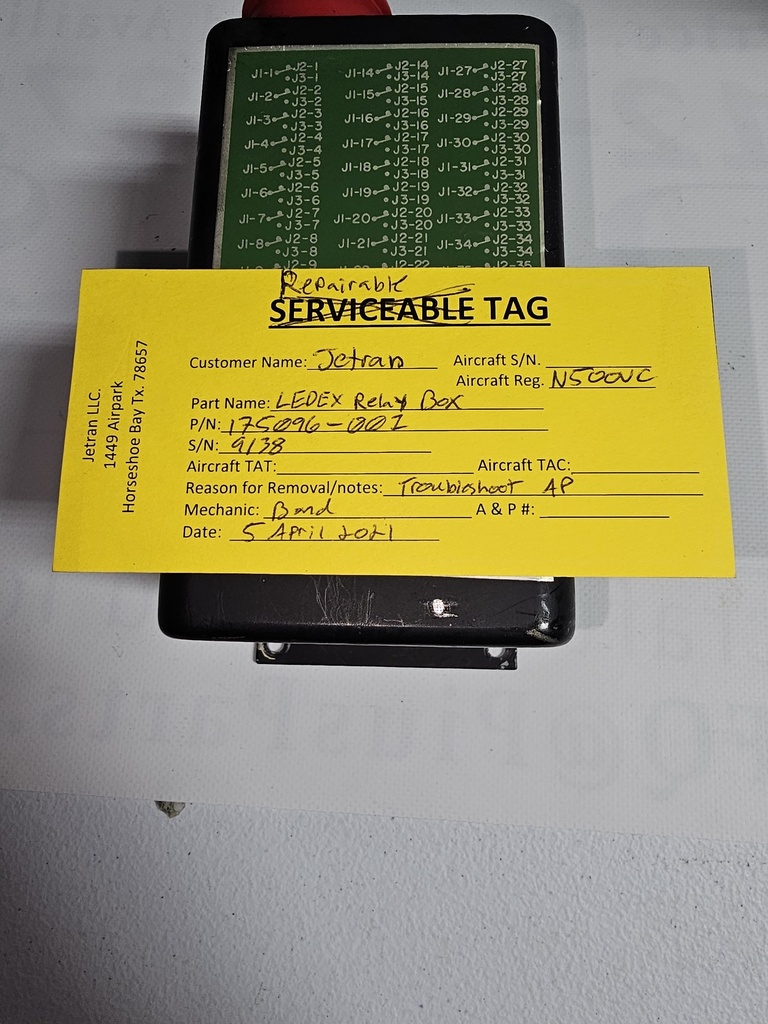 J1-1 J2-1 J1-14 J2-14 J1-27 J2-27
J3-1 J3-14 J3-27
J1-2 J2-2 J1-15 J2-15 J1-28 J2-28
J3-2 J3-15 J3-28
J1-3 J2-3 J1-16 J2-16 J1-29 J2-29
J3-3 J3-16 J3-29
J1-4 J2-4 J1-17 J2-17 J1-30 J2-30
J3-4 J3-17 J3-30
J1-5 J2-5 J1-18 J2-18 J1-31 J2-31
J3-5 J3-18 J3-31
J1-6 J2-6 J1-19 J2-19 J1-32 J2-32
J3-6 J3-19 J3-32
J1-7 J2-7 J1-20 J2-20 J1-33 J2-33
J3-7 J3-20 J3-33
J1-8 J2-8 J1-21 J2-21 J1-34 J2-34
J3-8 J3-21 J3-34
J2-9 J2-22 J2-35
Repairable
SERVICEABLE TAG
Jetran LLC.
1449 Airpark
Horseshoe Bay Tx. 78657
Customer Name: Jetran Aircraft S/N.
Aircraft Reg. N500VC
Part Name: LEDEX Relay Box
P/N: 175096-001
S/N: 9138
Aircraft TAT: Aircraft TAC:
Reason for Removal/notes: Troubleshoot AP
Mechanic: Bond A & P #:
Date: 5 April 2021